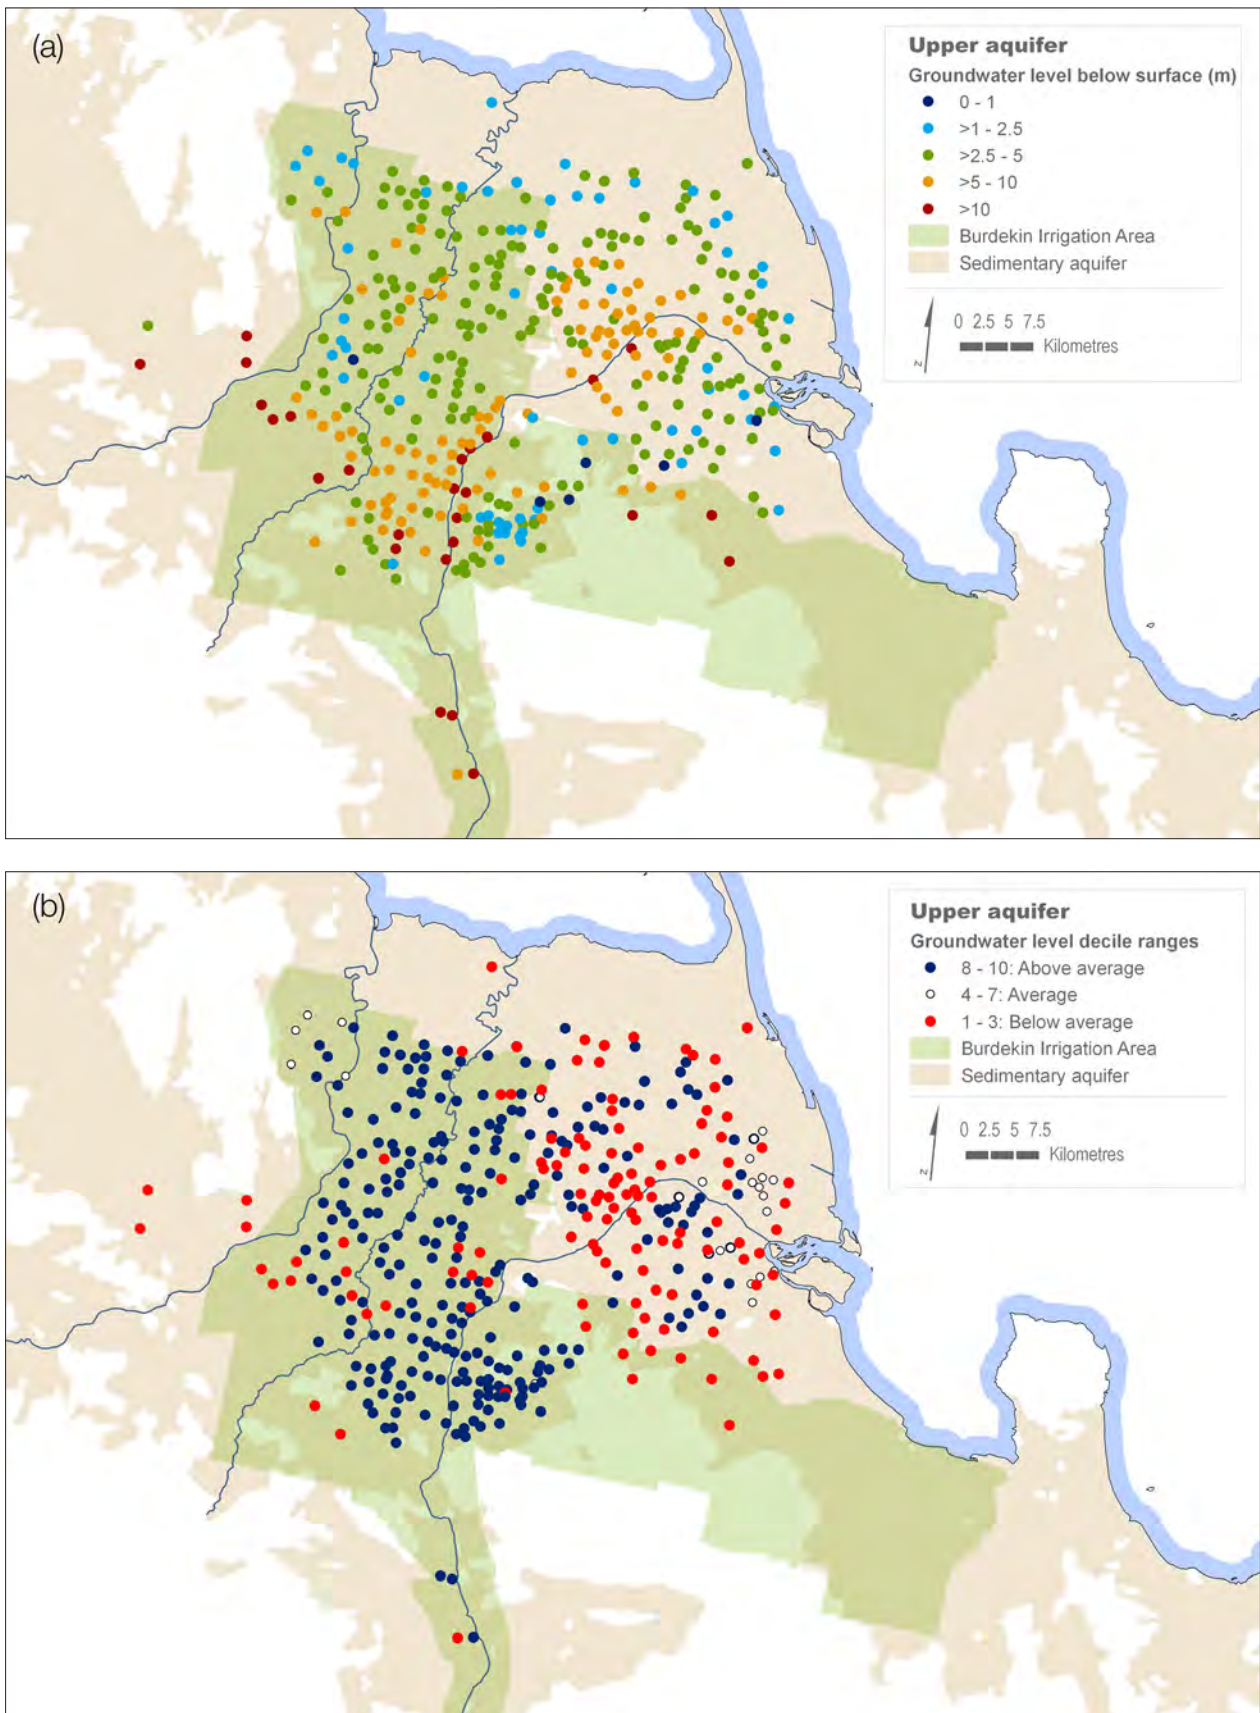 (a)
Upper aquifer
Groundwater level below surface (m)
0 - 1
>1 - 2.5
>2.5 - 5
>5 - 10
>10
Burdekin Irrigation Area
Sedimentary aquifer
N
0 2.5 5 7.5
Kilometres
(b)
Upper aquifer
Groundwater level decile ranges
8 - 10: Above average
4 - 7: Average
1 - 3: Below average
Burdekin Irrigation Area
Sedimentary aquifer
N
0 2.5 5 7.5
Kilometres